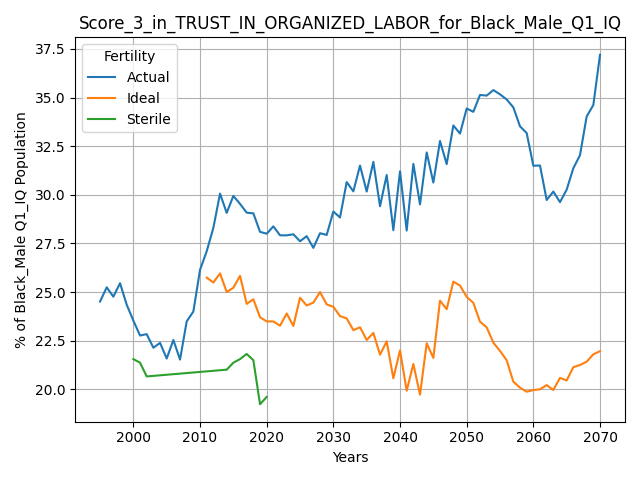 Score_3_in_TRUST_IN_ORGANIZED_LABOR_for_Black_Male_Q1_IQ
Fertility
Actual
Ideal
Sterile
% of Black_Male Q1_IQ Population
37.5
35.0
32.5
30.0
27.5
25.0
22.5
20.0
2000 2010 2020 2030 2040 2050 2060 2070
Years